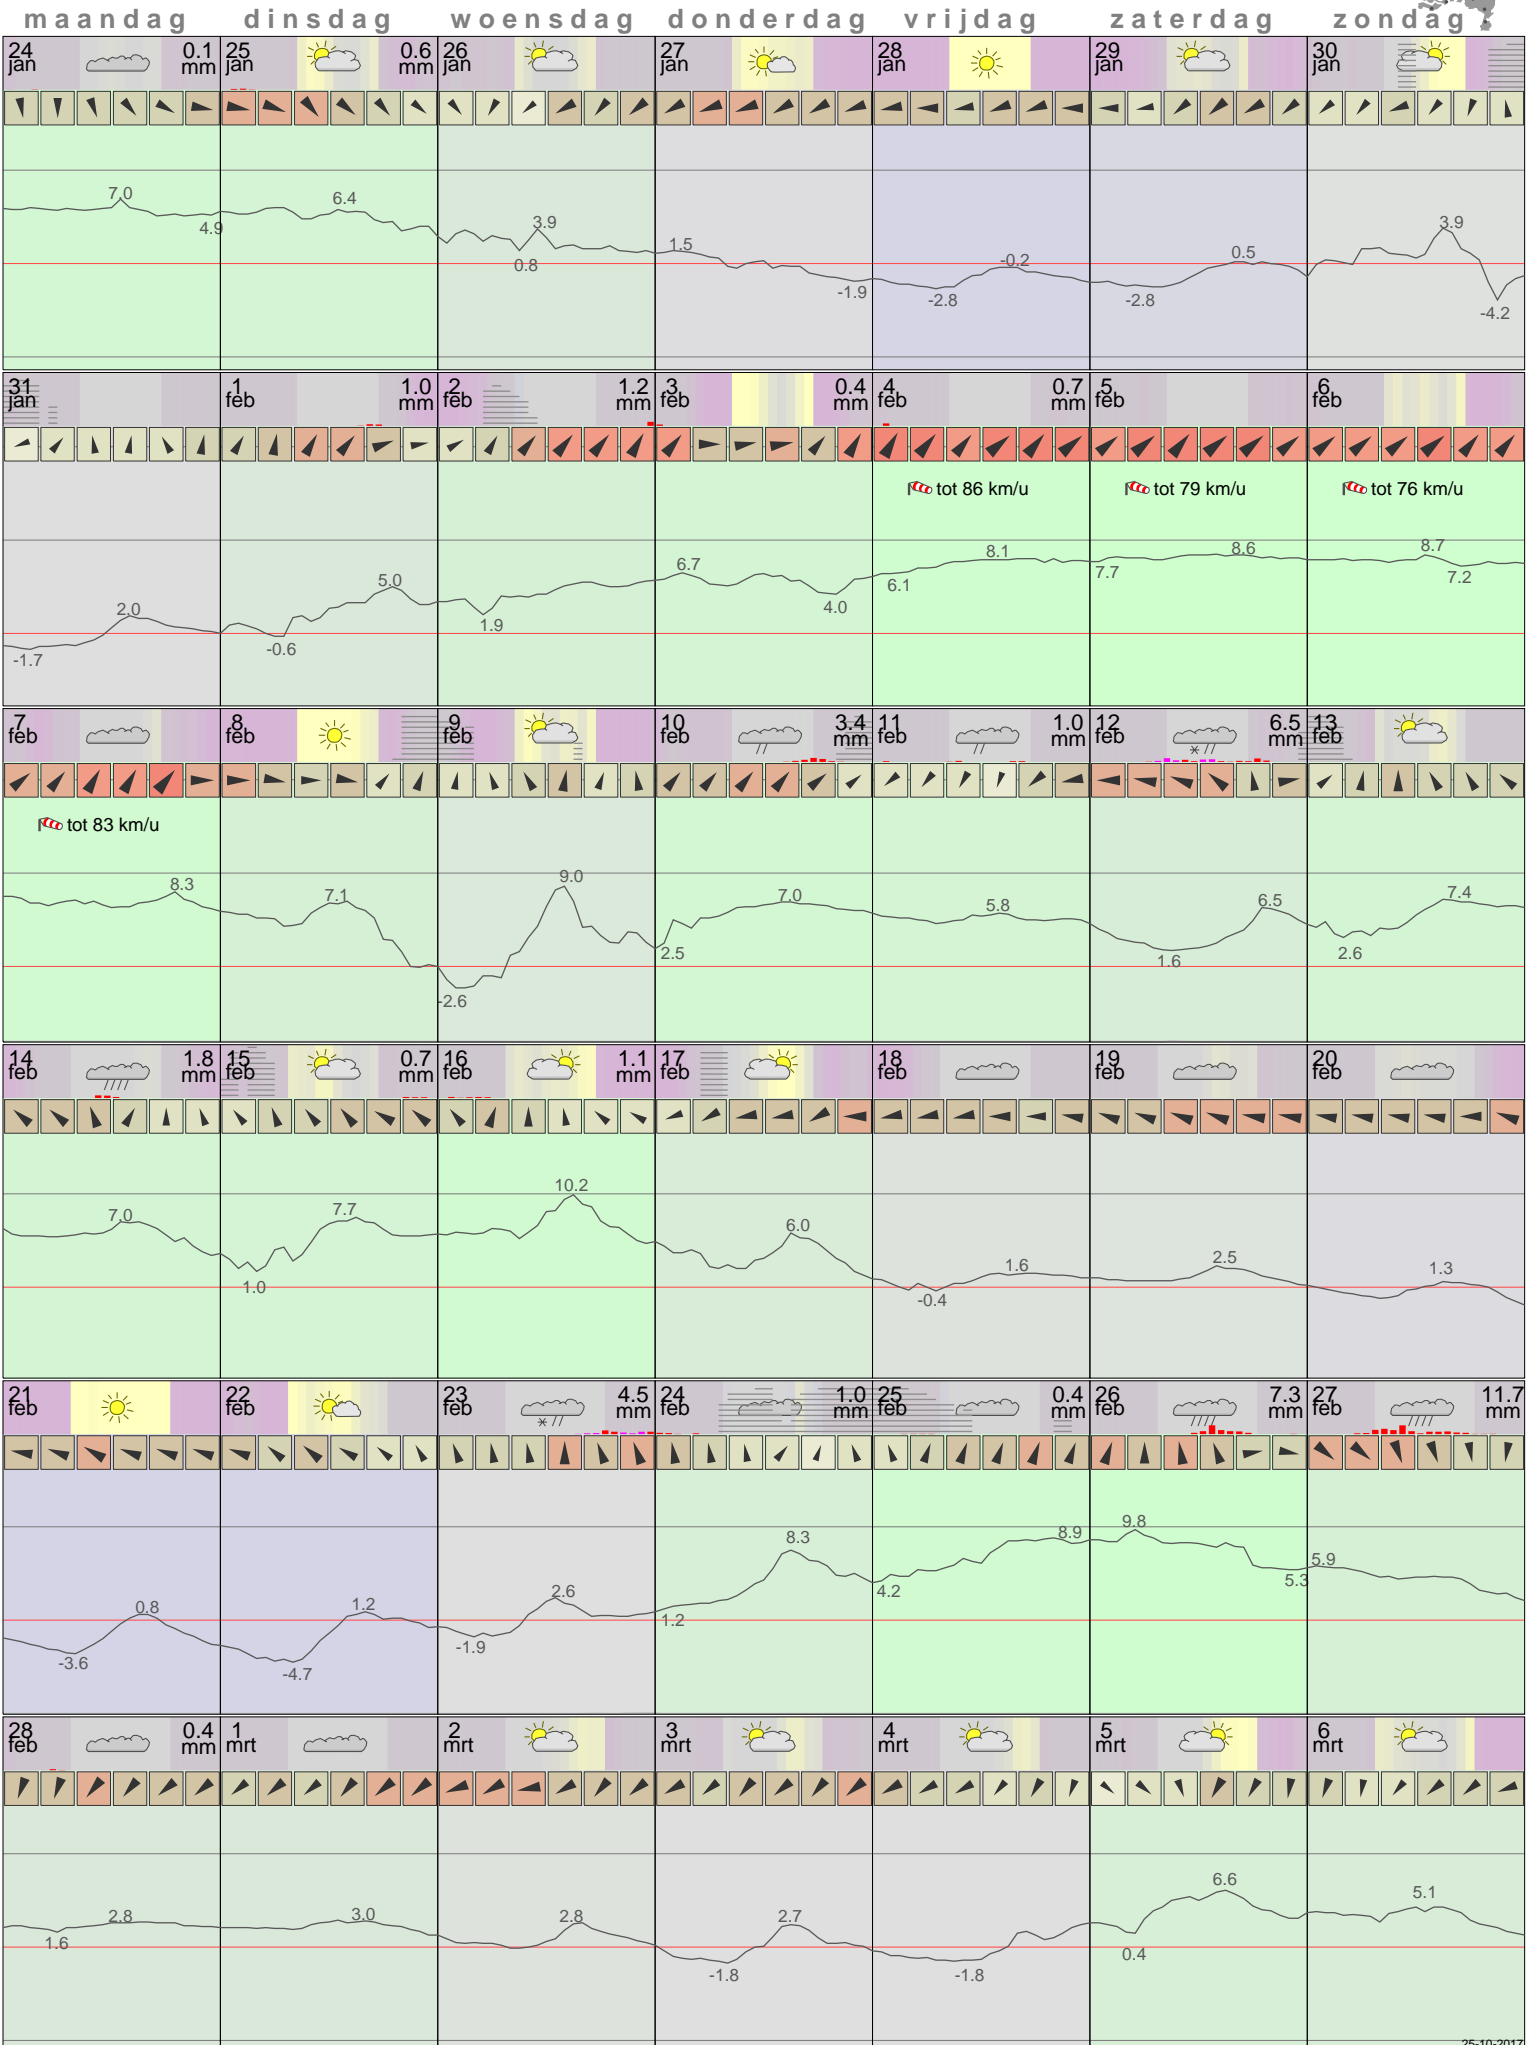 maandag dinsdag woensdag donderdag vrijdag zaterdag zondag
24 jan 0.1 mm 25 jan 0.6 mm 26 jan 27 jan 28 jan 29 jan 30 jan
7.0 4.9 6.4 3.9 0.8 1.5 -1.9 -2.8 -0.2 -2.8 0.5 3.9 -4.2
31 jan 1 feb 1.0 mm 2 feb 1.2 mm 3 feb 0.4 mm 4 feb 0.7 mm 5 feb 6 feb
tot 86 km/u tot 79 km/u tot 76 km/u
-1.7 2.0 -0.6 5.0 1.9 6.7 4.0 6.1 8.1 7.7 8.6 8.7 7.2
7 feb 8 feb 9 feb 10 feb 3.4 mm 11 feb 1.0 mm 12 feb 6.5 mm 13 feb
tot 83 km/u
8.3 7.1 -2.6 9.0 2.5 7.0 5.8 1.6 6.5 2.6 7.4
14 feb 1.8 mm 15 feb 0.7 mm 16 feb 1.1 mm 17 feb 18 feb 19 feb 20 feb
7.0 1.0 7.7 10.2 6.0 -0.4 1.6 2.5 1.3
21 feb 22 feb 23 feb 4.5 mm 24 feb 1.0 mm 25 feb 0.4 mm 26 feb 7.3 mm 27 feb 11.7 mm
-3.6 0.8 -4.7 1.2 -1.9 2.6 1.2 8.3 4.2 8.9 9.8 5.3 5.9
28 feb 0.4 mm 1 mrt 2 mrt 3 mrt 4 mrt 5 mrt 6 mrt
1.6 2.8 3.0 2.8 -1.8 2.7 -1.8 0.4 6.6 5.1
25-10-2017